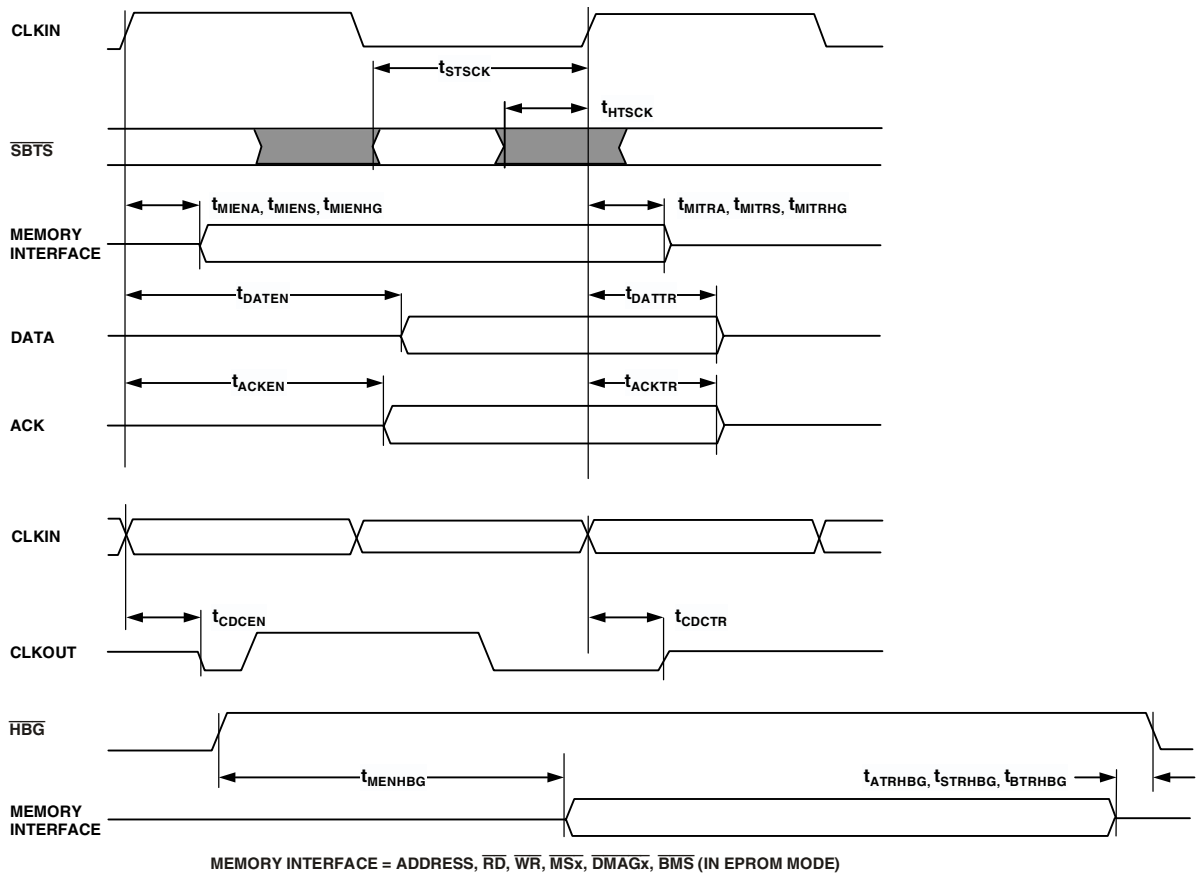 CLKIN
tSTSCK
tHTSCK
SBTS
tMIENA, tMIENS, tMIENHG
tMITRA, tMITRS, tMITRHG
MEMORY
INTERFACE
tDATEN
tDATTR
DATA
tACKEN
tACKTR
ACK
CLKIN
tCDCEN
tCDCTR
CLKOUT
HBG
tMENHBG
tATRHBG, tSTRHBG, tBTRHBG
MEMORY
INTERFACE
MEMORY INTERFACE = ADDRESS, RD, WR, MSx, DMAGx, BMS (IN EPROM MODE)